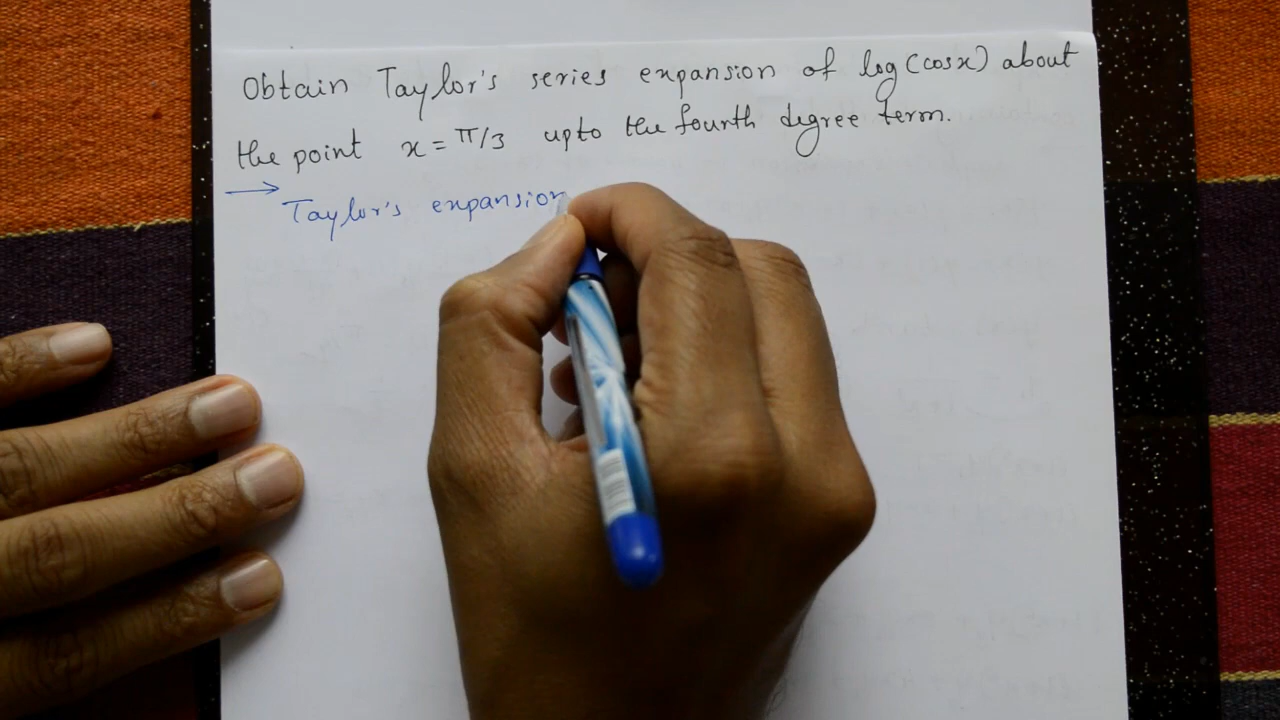 Obtain Taylor's series expansion of log(cosx) about
the point x = π/3 upto the fourth degree term.
Taylor's expansion